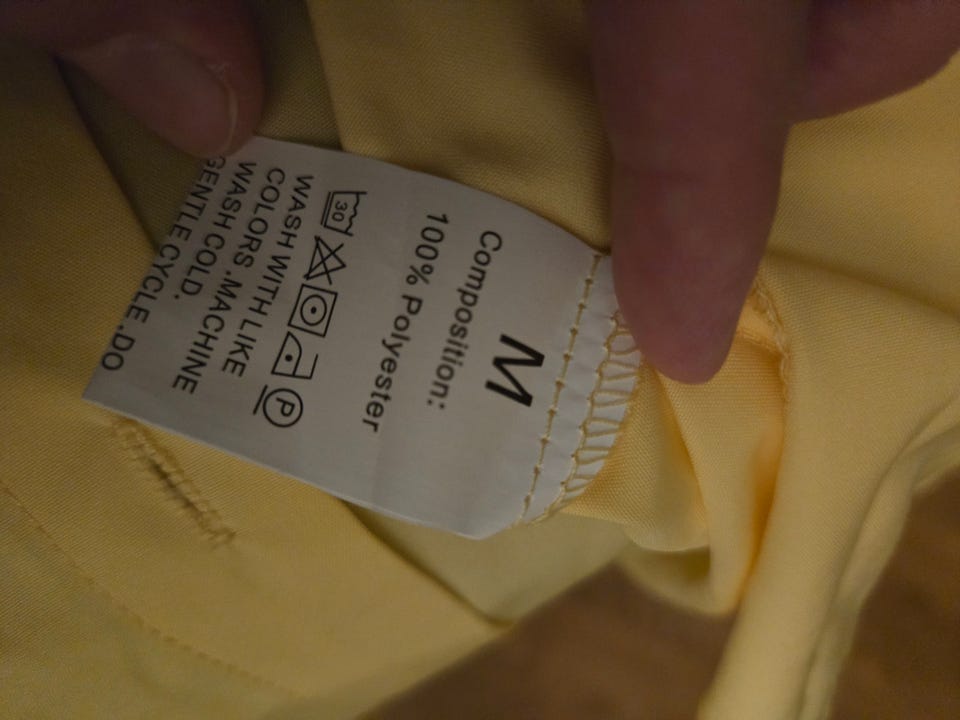 M
Composition:
100% Polyester
30 P
WASH WITH LIKE
COLORS .MACHINE
WASH COLD.
GENTLE CYCLE .DO